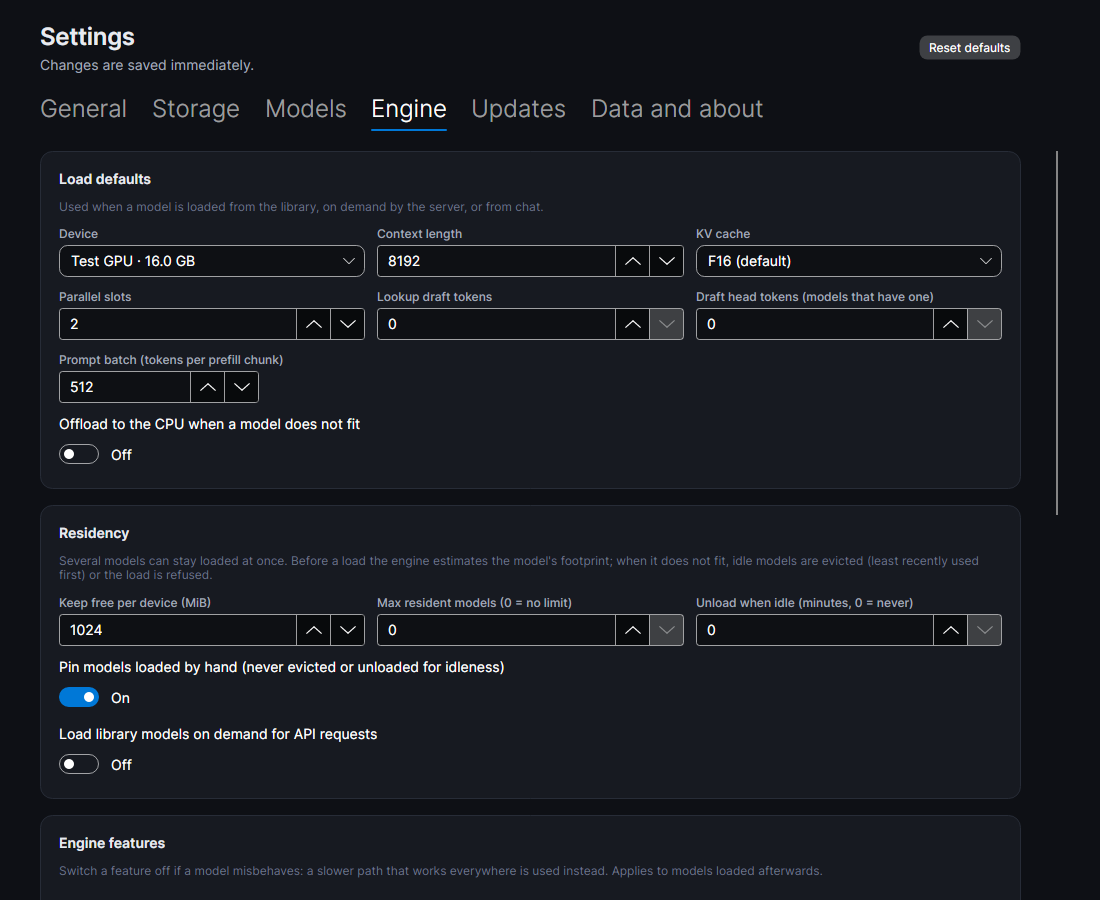 Settings
Changes are saved immediately.
Reset defaults
General Storage Models Engine Updates Data and about
Load defaults
Used when a model is loaded from the library, on demand by the server, or from chat.
Device Context length KV cache
Test GPU · 16.0 GB 8192 F16 (default)
Parallel slots Lookup draft tokens Draft head tokens (models that have one)
2 0 0
Prompt batch (tokens per prefill chunk)
512
Offload to the CPU when a model does not fit
Off
Residency
Several models can stay loaded at once. Before a load the engine estimates the model's footprint; when it does not fit, idle models are evicted (least recently used
first) or the load is refused.
Keep free per device (MiB) Max resident models (0 = no limit) Unload when idle (minutes, 0 = never)
1024 0 0
Pin models loaded by hand (never evicted or unloaded for idleness)
On
Load library models on demand for API requests
Off
Engine features
Switch a feature off if a model misbehaves: a slower path that works everywhere is used instead. Applies to models loaded afterwards.